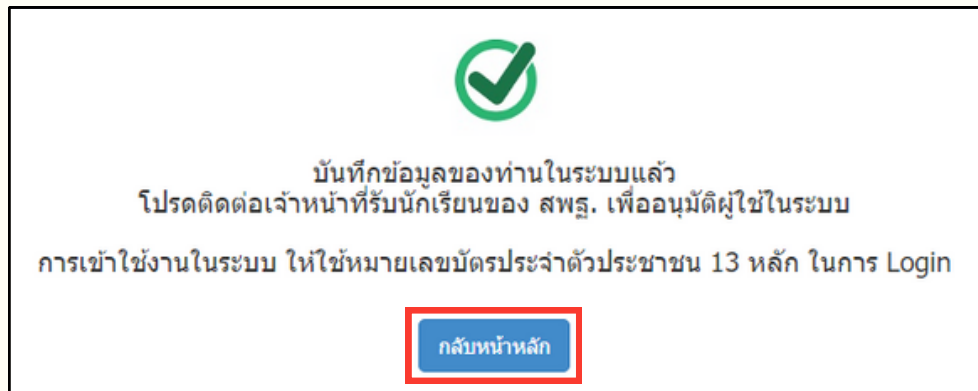 บันทึกข้อมูลของท่านในระบบแล้ว
โปรดติดต่อเจ้าหน้าที่รับนักเรียนของ สพฐ. เพื่ออนุมัติผู้ใช้ในระบบ
การเข้าใช้งานในระบบ ให้ใช้หมายเลขบัตรประจำตัวประชาชน 13 หลัก ในการ Login
กลับหน้าหลัก